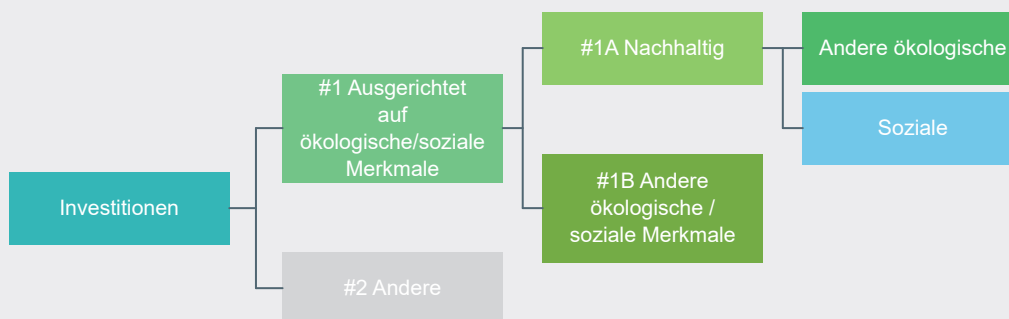 Investitionen
#1 Ausgerichtet
auf
ökologische/soziale
Merkmale
#2 Andere
#1A Nachhaltig
#1B Andere
ökologische /
soziale Merkmale
Andere ökologische
Soziale